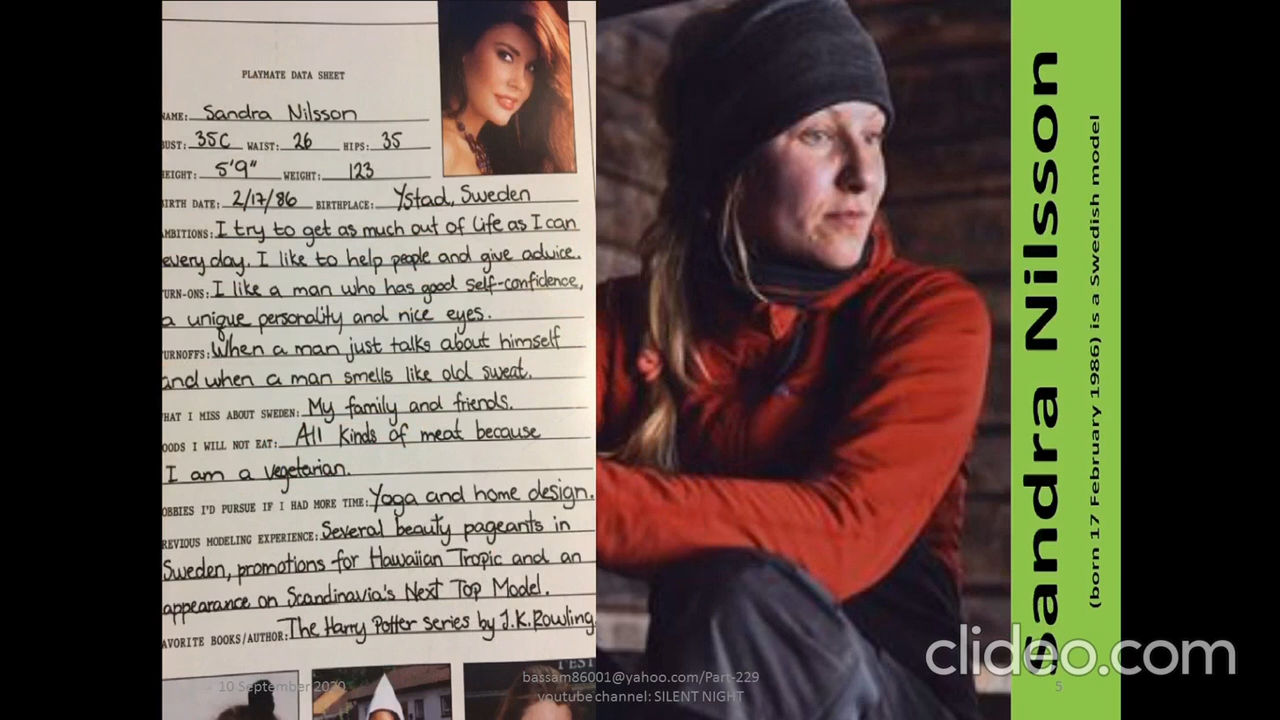 PLAYMATE DATA SHEET
NAME: Sandra Nilsson
BUST: 35C WAIST: 26 HIPS: 35
HEIGHT: 5'9" WEIGHT: 123
BIRTH DATE: 2/17/86 BIRTHPLACE: Ystad, Sweden
AMBITIONS: I try to get as much out of life as I can
every day. I like to help people and give advice.
TURN-ONS: I like a man who has good self-confidence,
a unique personality and nice eyes.
TURNOFFS: When a man just talks about himself
and when a man smells like old sweat.
WHAT I MISS ABOUT SWEDEN: My family and friends.
FOODS I WILL NOT EAT: All kinds of meat because
I am a vegetarian.
HOBBIES I'D PURSUE IF I HAD MORE TIME: Yoga and home design.
PREVIOUS MODELING EXPERIENCE: Several beauty pageants in
Sweden, promotions for Hawaiian Tropic and an
appearance on Scandinavia's Next Top Model.
FAVORITE BOOKS/AUTHOR: The Harry Potter series by J.K. Rowling.
Sandra Nilsson
(born 17 February 1986) is a Swedish model
10 September 2020
bassam86001@yahoo.com/Part-229
youtube channel: SILENT NIGHT
5
clideo.com